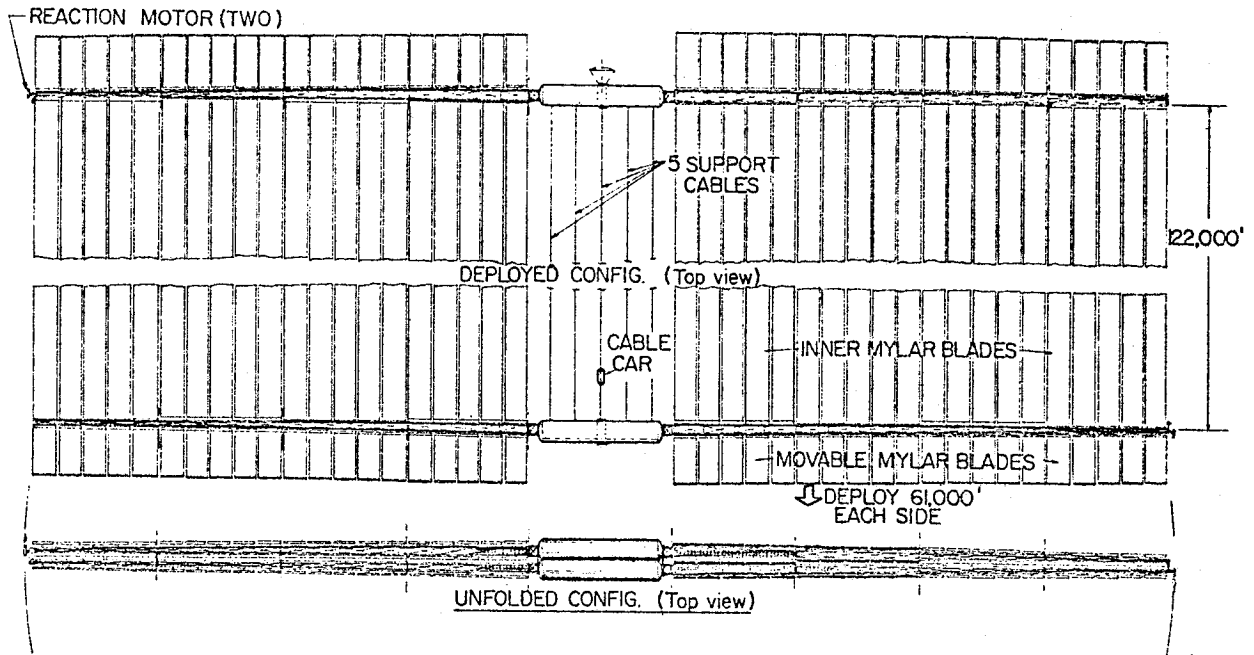 REACTION MOTOR (TWO)
5 SUPPORT
CABLES
122,000'
DEPLOYED CONFIG. (Top view)
CABLE
CAR
INNER MYLAR BLADES
MOVABLE MYLAR BLADES
DEPLOY 61,000'
EACH SIDE
UNFOLDED CONFIG. (Top view)